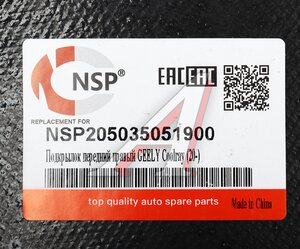 NSP®
EAC EAC
REPLACEMENT FOR
NSP205035051900
Подкрылок передний правый GEELY Coolray (20-)
top quality auto spare parts
Made in China